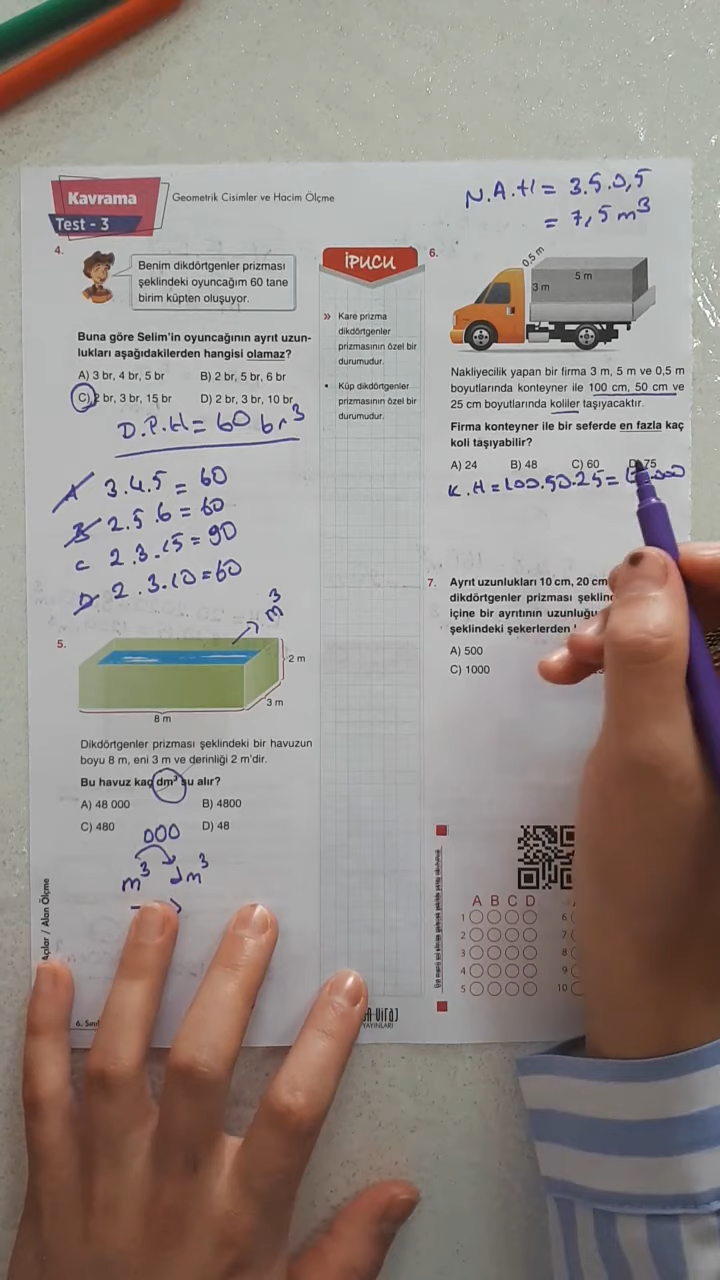 Kavrama
Test - 3
Geometrik Cisimler ve Hacim Ölçme
4.
Benim dikdörtgenler prizması
şeklindeki oyuncağım 60 tane
birim küpten oluşuyor.
Buna göre Selim'in oyuncağının ayrıt uzun-
lukları aşağıdakilerden hangisi olamaz?
A) 3 br, 4 br, 5 br
B) 2 br, 5 br, 6 br
C) 2 br, 3 br, 15 br
D) 2 br, 3 br, 10 br
D.P.H = 60 br³
A 3.4.5 = 60
B 2.5.6 = 60
C 2.3.15 = 90
D 2.3.10 = 60
m³
5.
2 m
3 m
8 m
Dikdörtgenler prizması şeklindeki bir havuzun
boyu 8 m, eni 3 m ve derinliği 2 m'dir.
Bu havuz kaç dm³ su alır?
A) 48 000
B) 4800
C) 480
D) 48
000
m³ dm³
Açılar / Alan Ölçme
6. Sınıf
İPUCU
» Kare prizma
dikdörtgenler
prizmasının özel bir
durumudur.
• Küp dikdörtgenler
prizmasının özel bir
durumudur.
YAYINLARI
N.A.H = 3.5.0,5
= 7,5 m³
6.
0,5 m
5 m
3 m
Nakliyecilik yapan bir firma 3 m, 5 m ve 0,5 m
boyutlarında konteyner ile 100 cm, 50 cm ve
25 cm boyutlarında koliler taşıyacaktır.
Firma konteyner ile bir seferde en fazla kaç
koli taşıyabilir?
A) 24
B) 48
C) 60
D) 75
K.H = 100.50.25 =
7. Ayrıt uzunlukları 10 cm, 20 cm
dikdörtgenler prizması
içine bir ayrıtının
şeklindeki şekerlerden
A) 500
C) 1000
A B C D
1
2
3
4
5
6
7
8
9
10